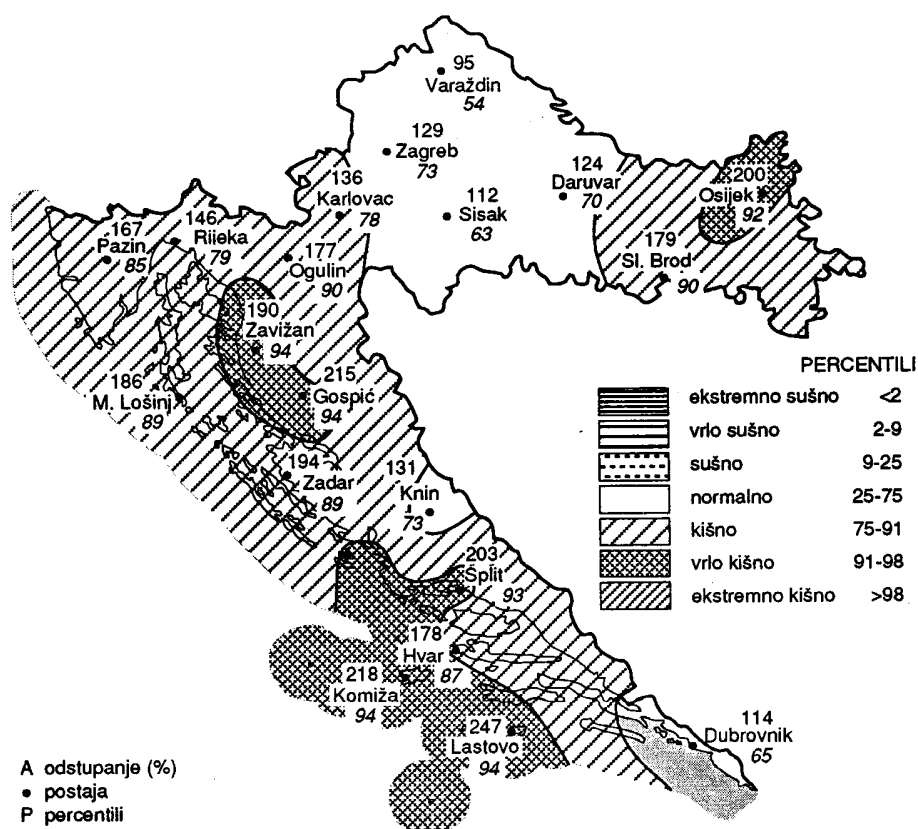 95
Varaždin
54
129
Zagreb
73
136
Karlovac
78
112
Sisak
63
124
Daruvar
70
200
Osijek
92
179
Sl. Brod
90
167
Pazin
85
146
Rijeka
79
177
Ogulin
90
190
Zavižan
94
215
Gospić
94
186
M. Lošinj
89
194
Zadar
89
131
Knin
73
203
Split
93
178
Hvar
87
218
Komiža
94
247
Lastovo
94
114
Dubrovnik
65
PERCENTILI
ekstremno sušno <2
vrlo sušno 2-9
sušno 9-25
normalno 25-75
kišno 75-91
vrlo kišno 91-98
ekstremno kišno >98
A odstupanje (%)
• postaja
P percentili